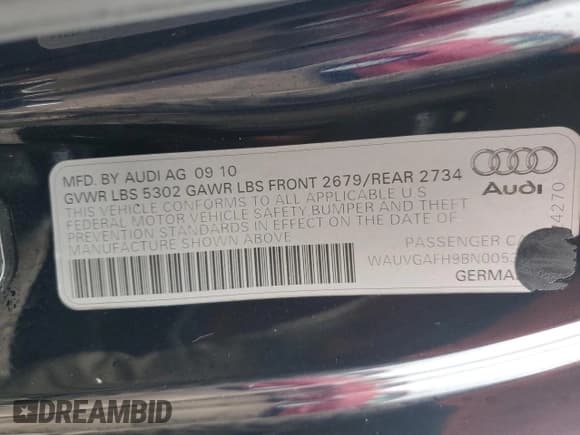 MFD. BY AUDI AG 09 10
GVWR LBS 5302 GAWR LBS FRONT 2679/REAR 2734
THIS VEHICLE CONFORMS TO ALL APPLICABLE U.S
FEDERAL MOTOR VEHICLE SAFETY BUMPER AND THEFT
PREVENTION STANDARDS IN EFFECT ON THE DATE OF
MANUFACTURE SHOWN ABOVE
PASSENGER CA
WAUVGAFH9BN005
GERMAN
Audi
4270
DREAMBID